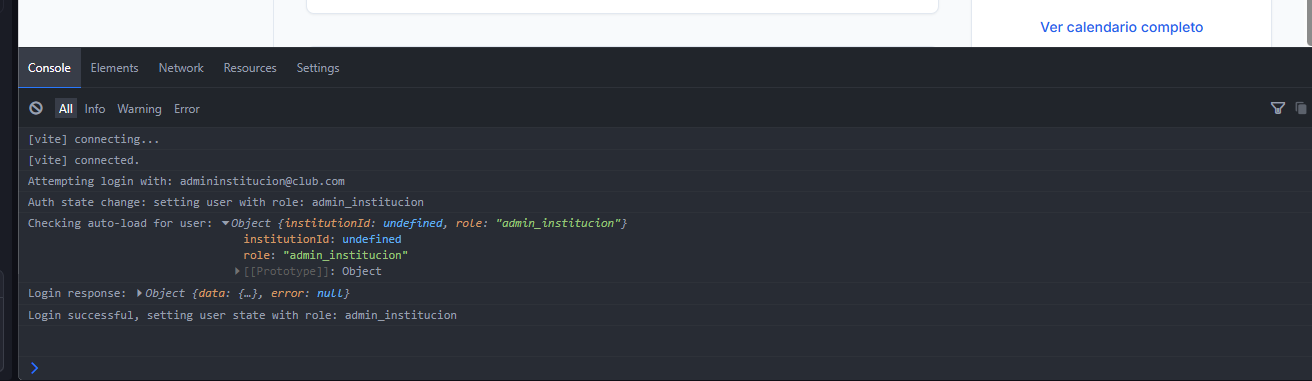 Ver calendario completo
Console Elements Network Resources Settings
All Info Warning Error
[vite] connecting...
[vite] connected.
Attempting login with: admininstitucion@club.com
Auth state change: setting user with role: admin_institucion
Checking auto-load for user: ▼Object {institutionId: undefined, role: "admin_institucion"}
institutionId: undefined
role: "admin_institucion"
▶[[Prototype]]: Object
Login response: ▶Object {data: {…}, error: null}
Login successful, setting user state with role: admin_institucion